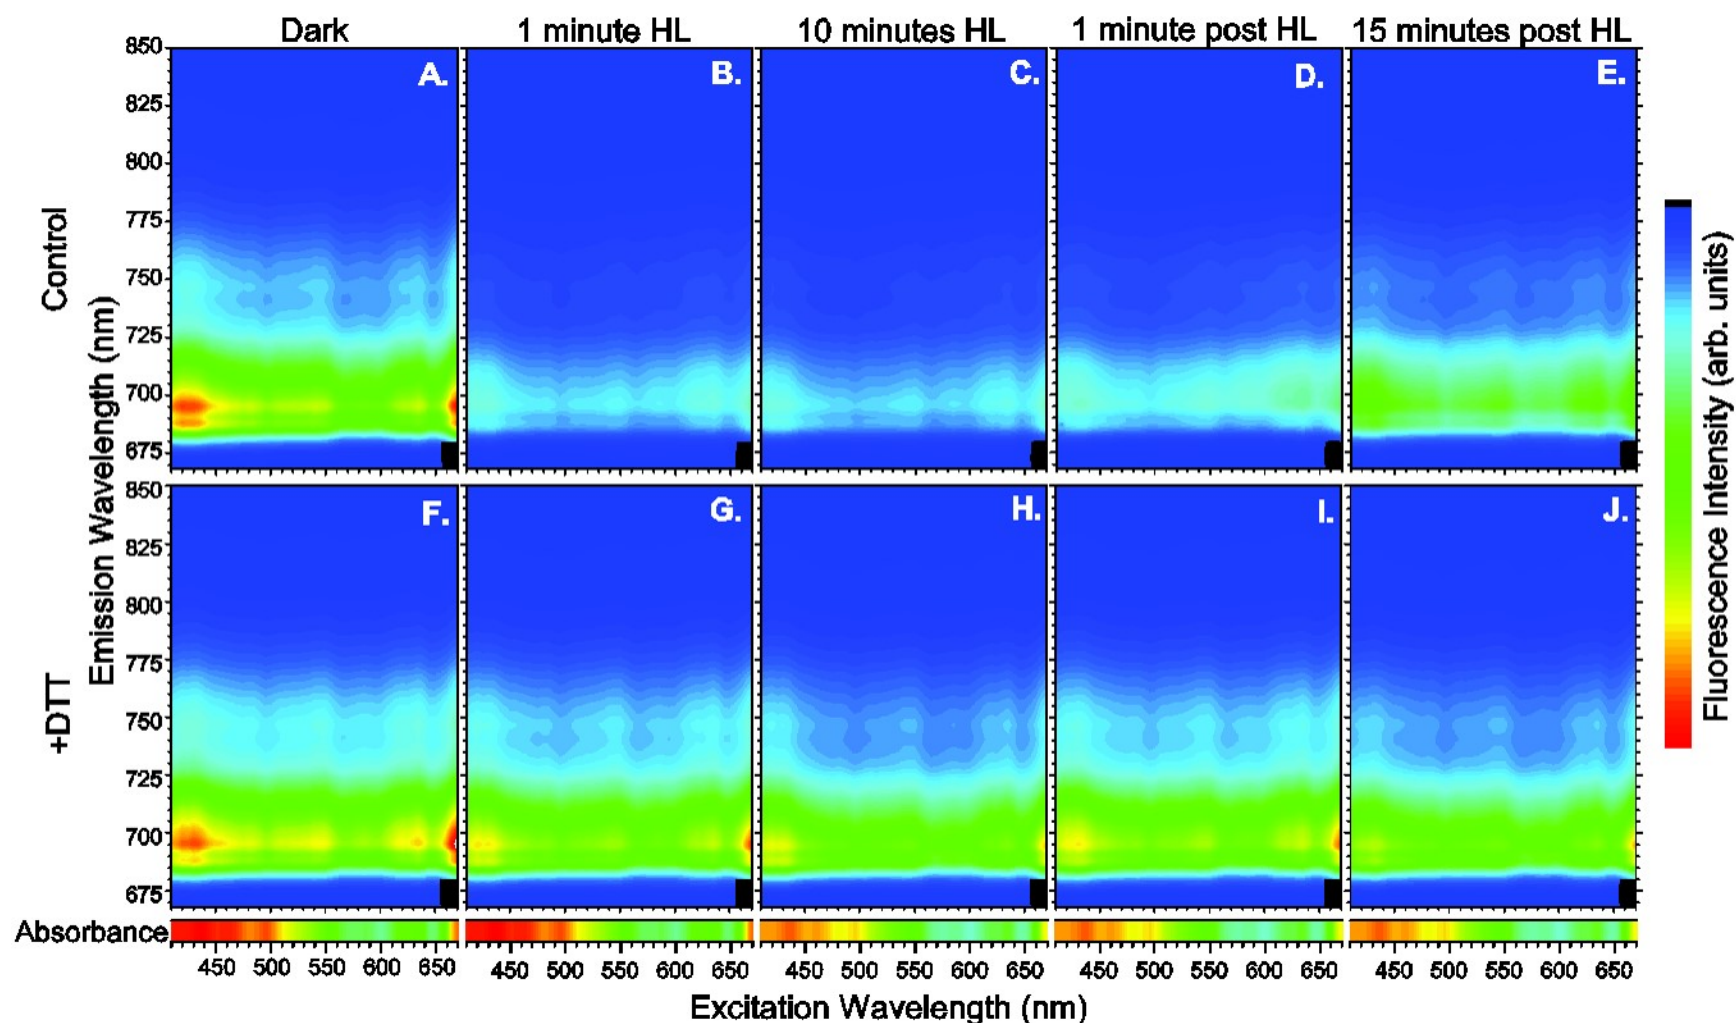 Dark 1 minute HL 10 minutes HL 1 minute post HL 15 minutes post HL
850 A. B. C. D. E.
825
800
775
750
725
700
675
Control
Emission Wavelength (nm)
Fluorescence Intensity (arb. units)
850 F. G. H. I. J.
825
800
775
750
725
700
675
+DTT
Absorbance
450 500 550 600 650 450 500 550 600 650 450 500 550 600 650 450 500 550 600 650 450 500 550 600 650
Excitation Wavelength (nm)